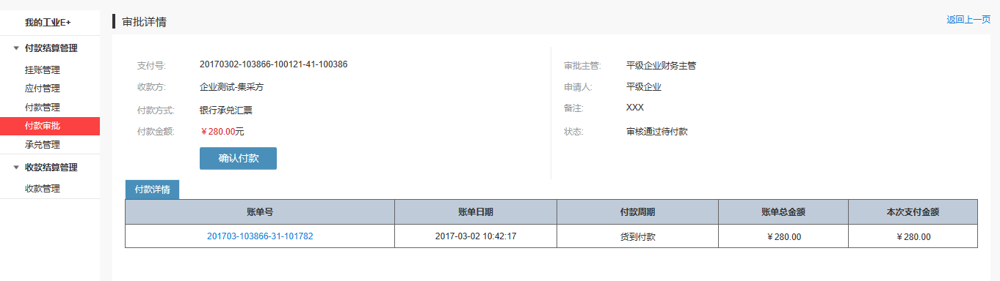 我的工业E+
付款结算管理
挂账管理
应付管理
付款管理
付款审批
承兑管理
收款结算管理
收款管理
审批详情
返回上一页
支付号: 20170302-103866-100121-41-100386
收款方: 企业测试-集采方
付款方式: 银行承兑汇票
付款金额: ￥280.00元
确认付款
审批主管: 平级企业财务主管
申请人: 平级企业
备注: XXX
状态: 审核通过待付款
付款详情
账单号 账单日期 付款周期 账单总金额 本次支付金额
201703-103866-31-101782 2017-03-02 10:42:17 货到付款 ￥280.00 ￥280.00